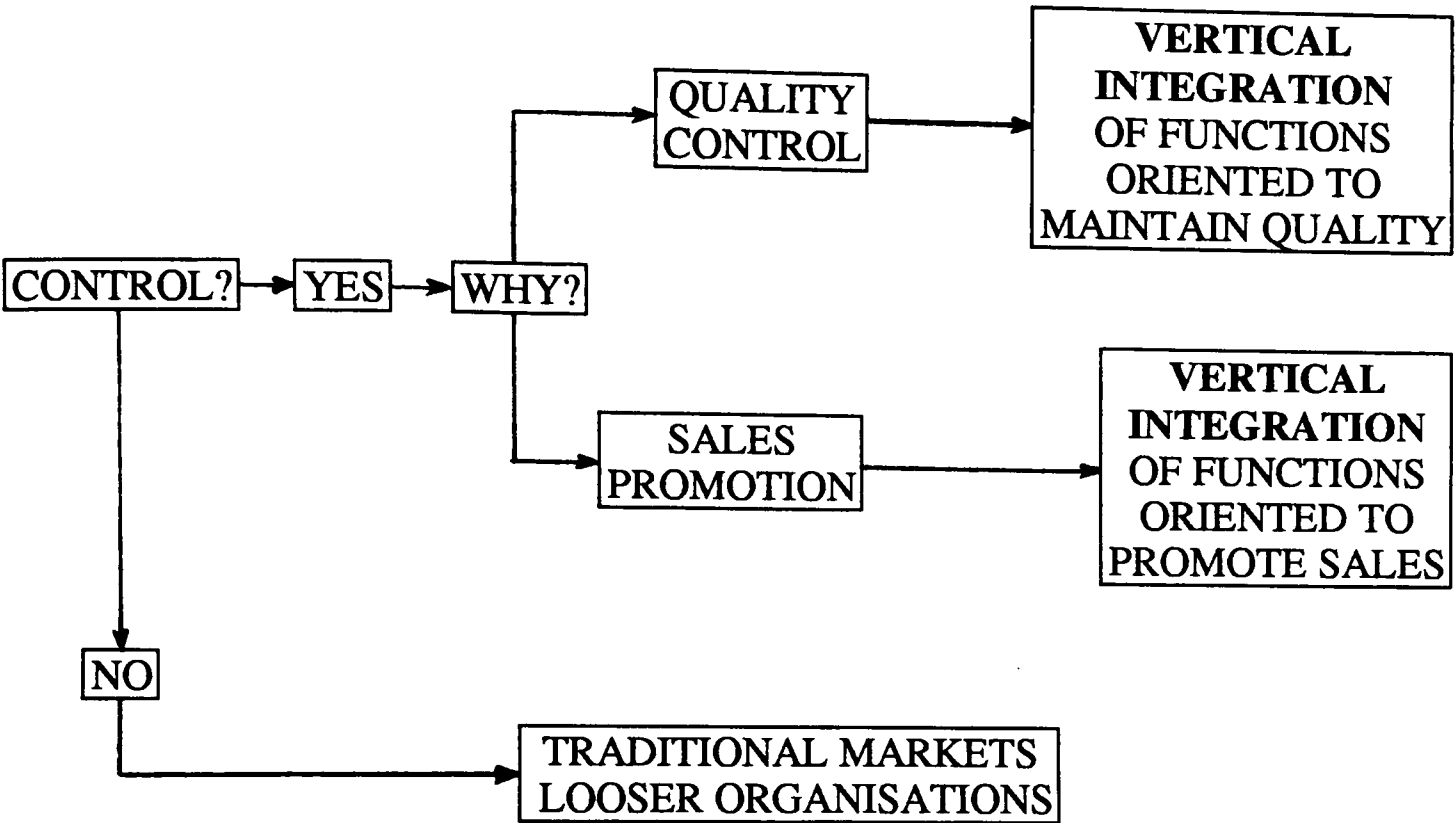 VERTICAL
INTEGRATION
OF FUNCTIONS
ORIENTED TO
MAINTAIN QUALITY
QUALITY
CONTROL
CONTROL?
YES
WHY?
SALES
PROMOTION
VERTICAL
INTEGRATION
OF FUNCTIONS
ORIENTED TO
PROMOTE SALES
NO
TRADITIONAL MARKETS
LOOSER ORGANISATIONS